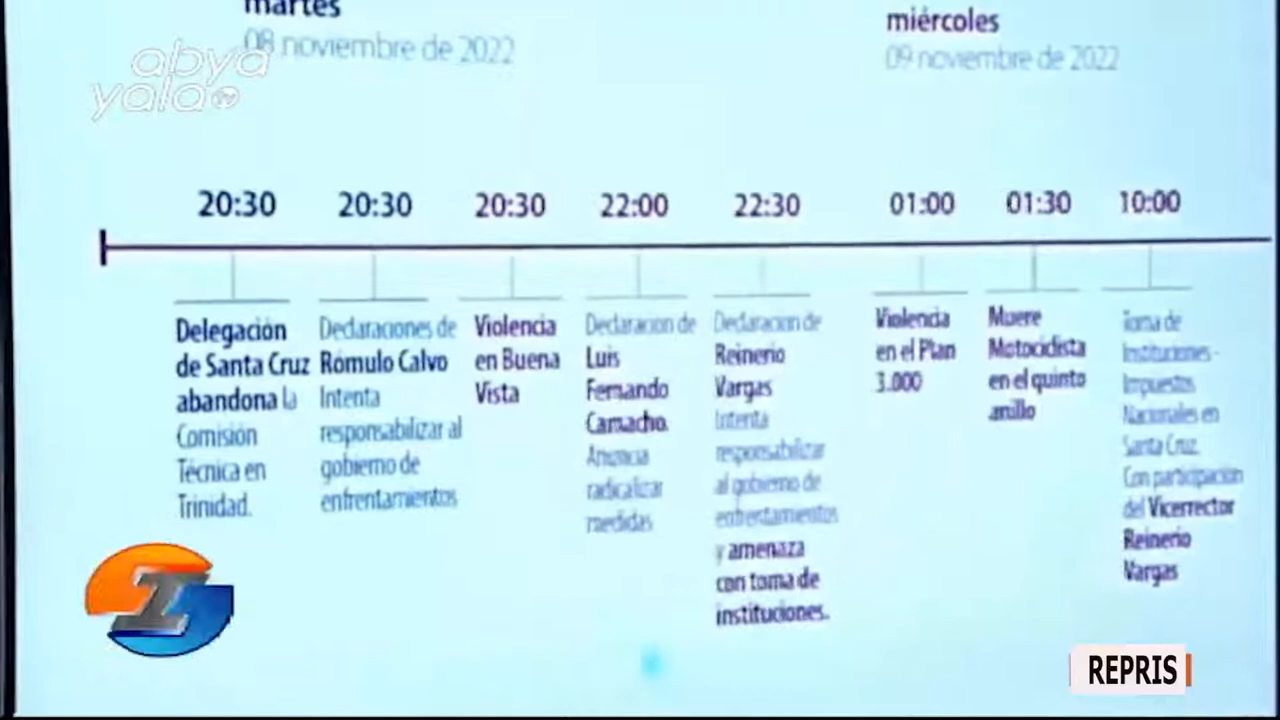 martes
08 noviembre de 2022
miércoles
09 noviembre de 2022
abya
yala tv
20:30
20:30
20:30
22:00
22:30
01:00
01:30
10:00
Delegación
de Santa Cruz
abandona la
Comisión
Técnica en
Trinidad.
Declaraciones de
Rómulo Calvo
Intenta
responsabilizar al
gobierno de
enfrentamientos
Violencia
en Buena
Vista
Declaracion de
Luis
Fernando
Camacho.
Anuncia
radicalizar
medidas
Declaracion de
Reinerio
Vargas
Intenta
responsabilizar
al gobierno de
enfrentamientos
y amenaza
con toma de
instituciones.
Violencia
en el Plan
3.000
Muere
Motociclista
en el quinto
anillo
Toma de
Instituciones -
Impuestos
Nacionales en
Santa Cruz.
Con participación
del Vicerrector
Reinerio
Vargas
REPRIS